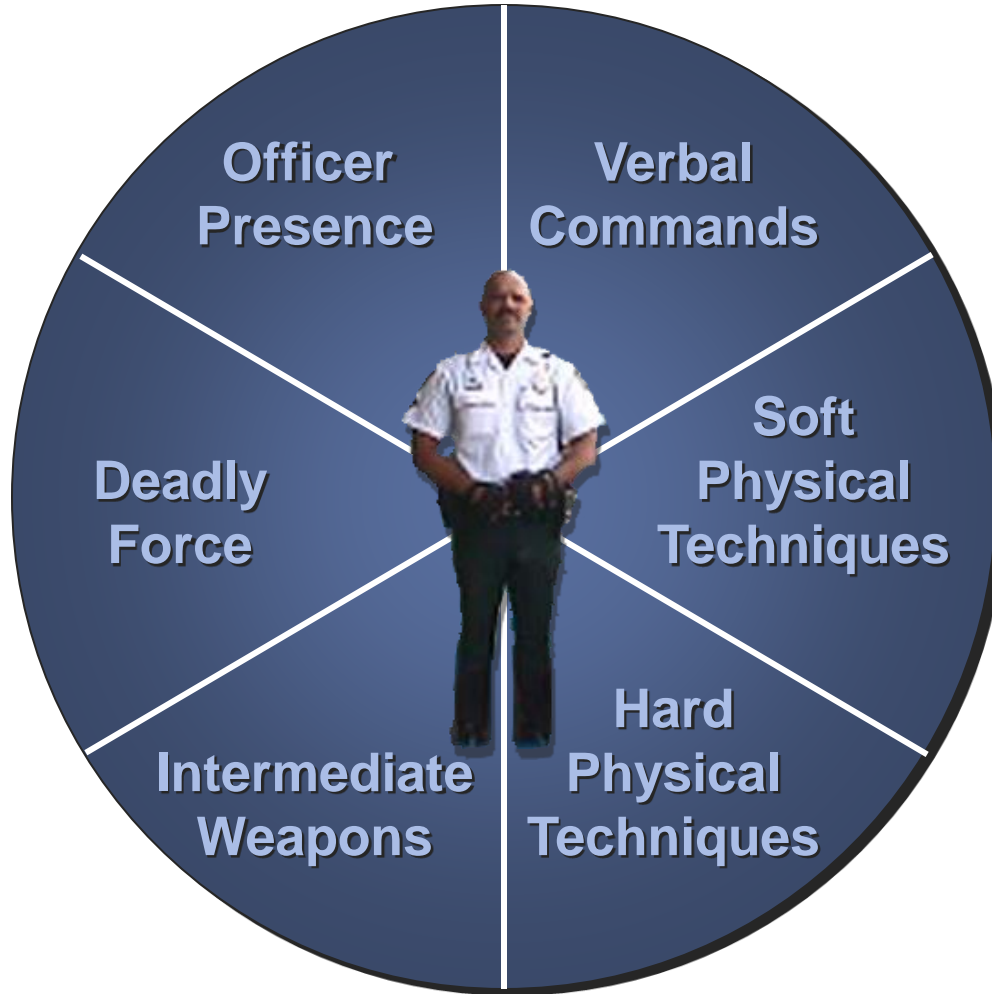 Officer
Presence
Verbal
Commands
Soft
Physical
Techniques
Hard
Physical
Techniques
Intermediate
Weapons
Deadly
Force